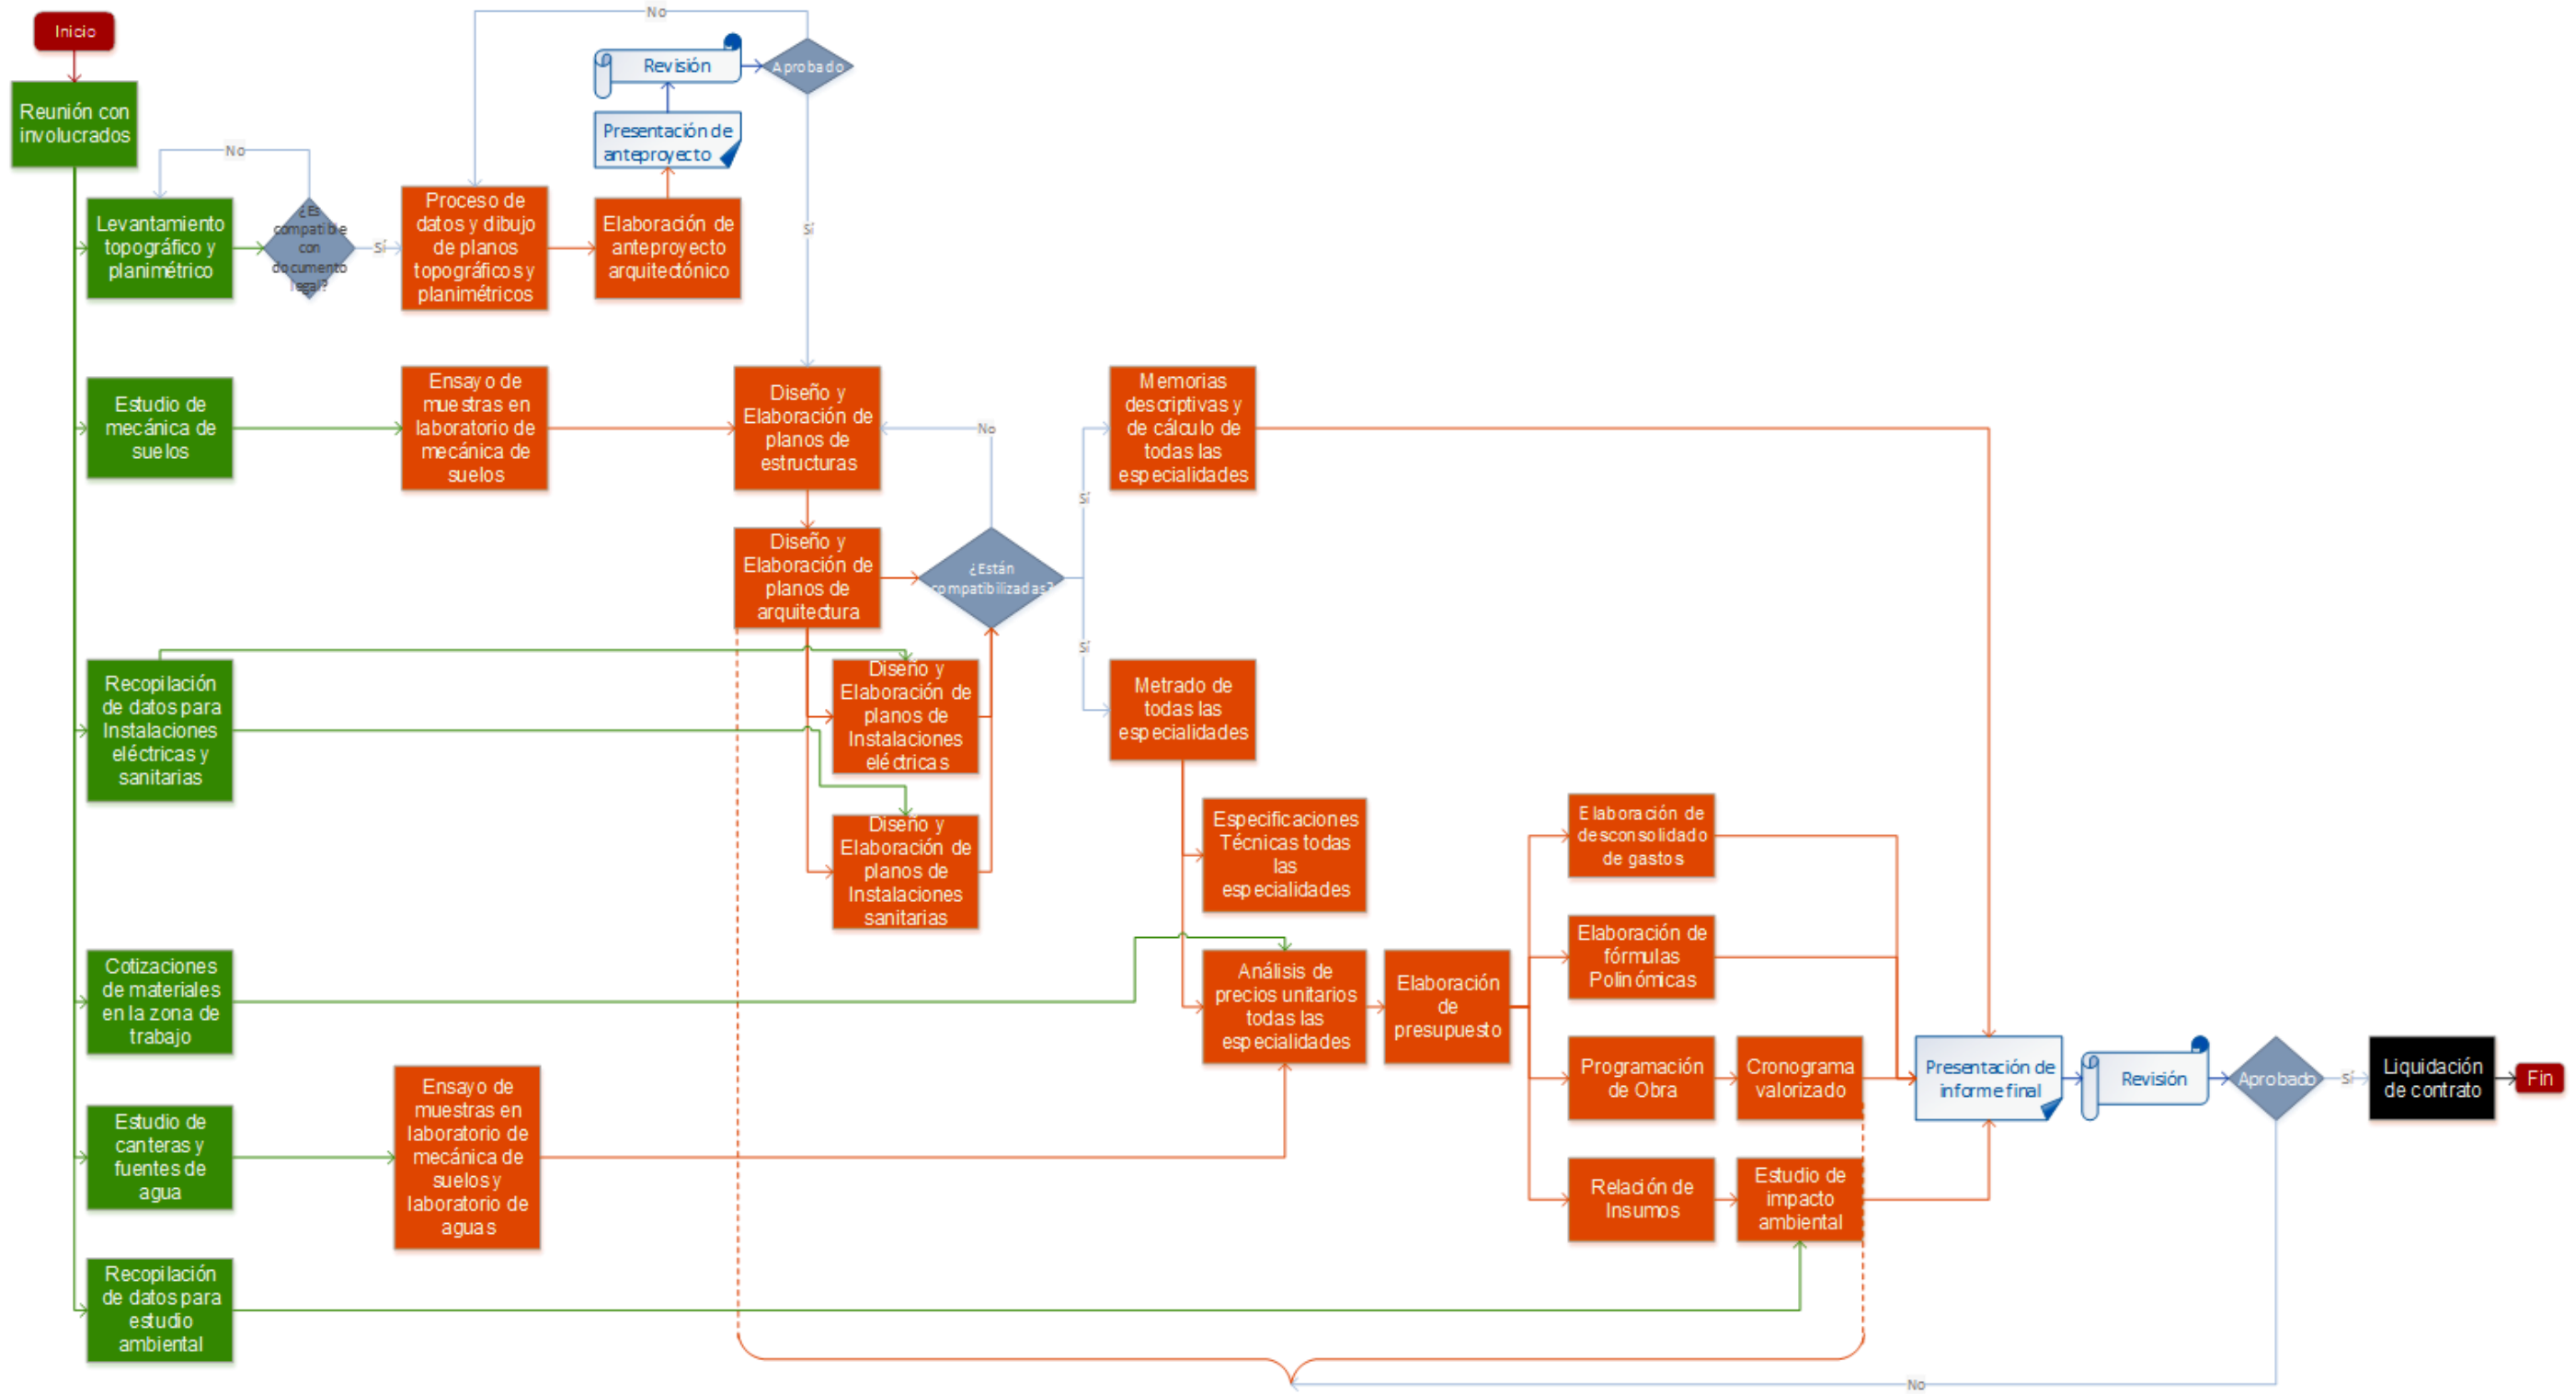 Inicio
No
Revisión
Aprobado
Reunión con
involucrados
Presentación de
anteproyecto
No
Levantamiento
topográfico y
planimétrico
¿Es
compatible
con
documento
legal?
Sí
Proceso de
datos y dibujo
de planos
topográficos y
planimétricos
Elaboración de
anteproyecto
arquitectónico
Sí
Estudio de
mecánica de
suelos
Ensayo de
muestras en
laboratorio de
mecánica de
suelos
Diseño y
Elaboración de
planos de
estructuras
No
Memorias
descriptivas y
de cálculo de
todas las
especialidades
Sí
Diseño y
Elaboración de
planos de
arquitectura
¿Están
compatibilizadas?
Sí
Recopilación
de datos para
Instalaciones
eléctricas y
sanitarias
Diseño y
Elaboración de
planos de
Instalaciones
eléctricas
Metrado de
todas las
especialidades
Diseño y
Elaboración de
planos de
Instalaciones
sanitarias
Especificaciones
Técnicas todas
las
especialidades
Elaboración de
desconsolidado
de gastos
Elaboración de
fórmulas
Polinómicas
Cotizaciones
de materiales
en la zona de
trabajo
Análisis de
precios unitarios
todas las
especialidades
Elaboración
de
presupuesto
Programación
de Obra
Cronograma
valorizado
Presentación de
informe final
Revisión
Aprobado
Sí
Liquidación
de contrato
Fin
Estudio de
canteras y
fuentes de
agua
Ensayo de
muestras en
laboratorio de
mecánica de
suelos y
laboratorio de
aguas
Relación de
Insumos
Estudio de
impacto
ambiental
Recopilación
de datos para
estudio
ambiental
No